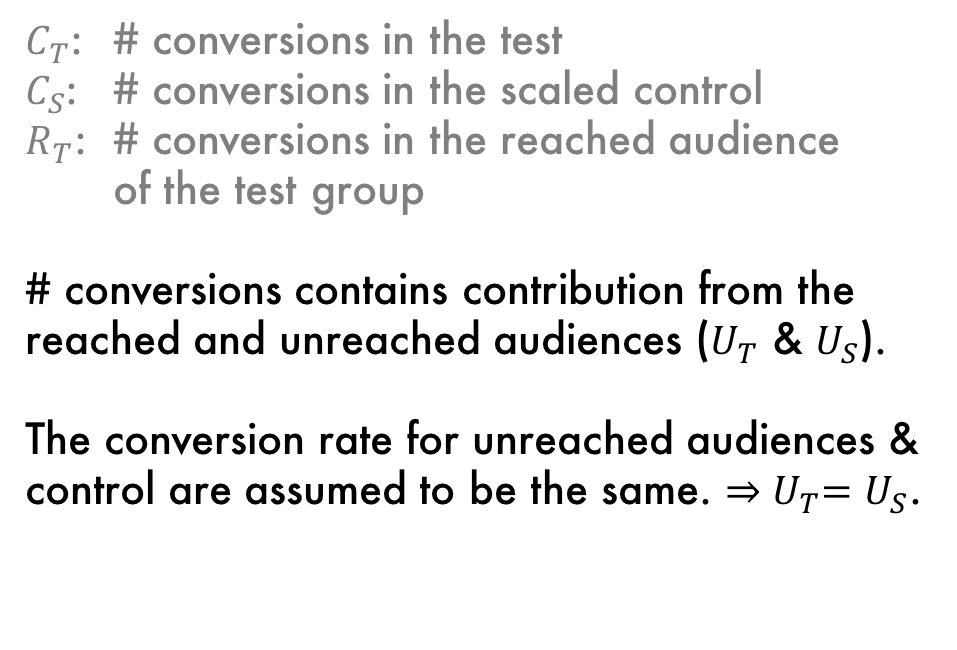 C_T: # conversions in the test
C_S: # conversions in the scaled control
R_T: # conversions in the reached audience
of the test group
# conversions contains contribution from the
reached and unreached audiences (U_T & U_S).
The conversion rate for unreached audiences &
control are assumed to be the same. ⇒ U_T= U_S.